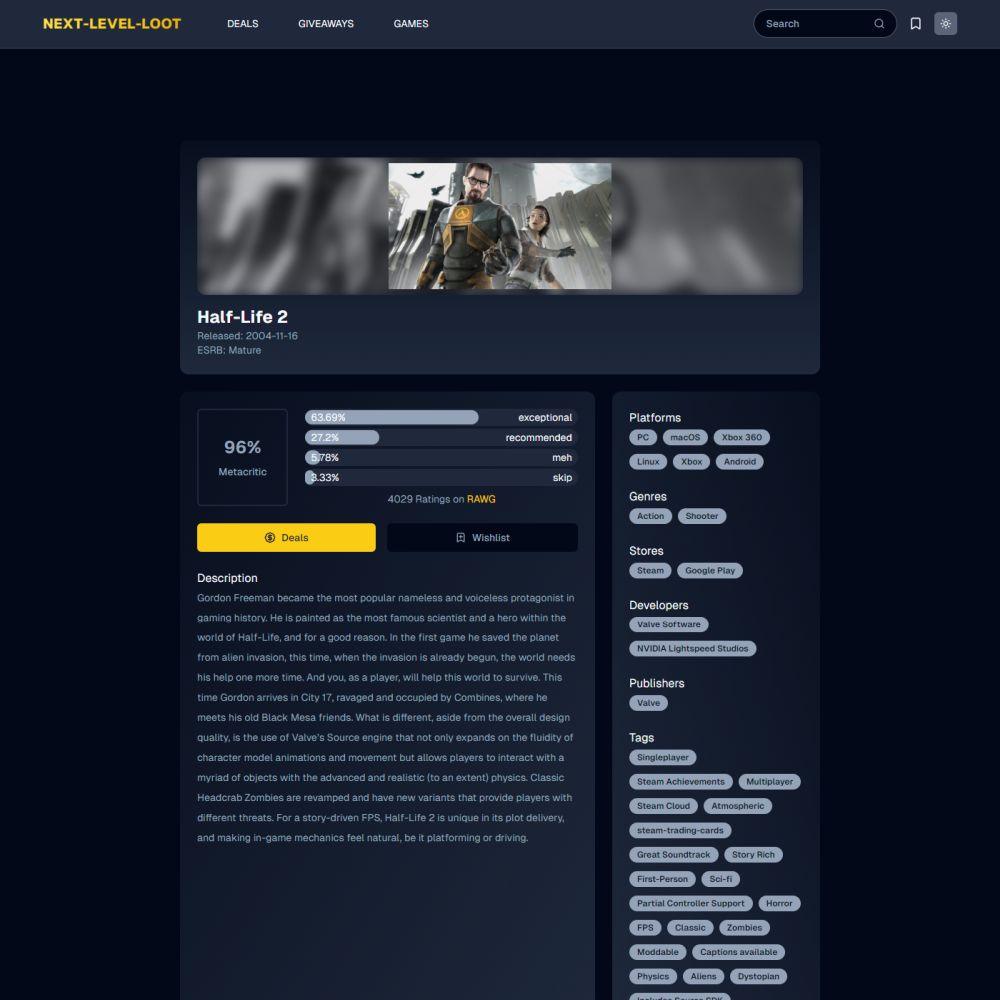 NEXT-LEVEL-LOOT
DEALS
GIVEAWAYS
GAMES
Search
Half-Life 2
Released: 2004-11-16
ESRB: Mature
96%
Metacritic
63.69% exceptional
27.2% recommended
5.78% meh
3.33% skip
4029 Ratings on RAWG
Deals
Wishlist
Description
Gordon Freeman became the most popular nameless and voiceless protagonist in
gaming history. He is painted as the most famous scientist and a hero within the
world of Half-Life, and for a good reason. In the first game he saved the planet
from alien invasion, this time, when the invasion is already begun, the world needs
his help one more time. And you, as a player, will help this world to survive. This
time Gordon arrives in City 17, ravaged and occupied by Combines, where he
meets his old Black Mesa friends. What is different, aside from the overall design
quality, is the use of Valve's Source engine that not only expands on the fluidity of
character model animations and movement but allows players to interact with a
myriad of objects with the advanced and realistic (to an extent) physics. Classic
Headcrab Zombies are revamped and have new variants that provide players with
different threats. For a story-driven FPS, Half-Life 2 is unique in its plot delivery,
and making in-game mechanics feel natural, be it platforming or driving.
Platforms
PC macOS Xbox 360
Linux Xbox Android
Genres
Action Shooter
Stores
Steam Google Play
Developers
Valve Software
NVIDIA Lightspeed Studios
Publishers
Valve
Tags
Singleplayer
Steam Achievements Multiplayer
Steam Cloud Atmospheric
steam-trading-cards
Great Soundtrack Story Rich
First-Person Sci-fi
Partial Controller Support Horror
FPS Classic Zombies
Moddable Captions available
Physics Aliens Dystopian
Includes Source SDK